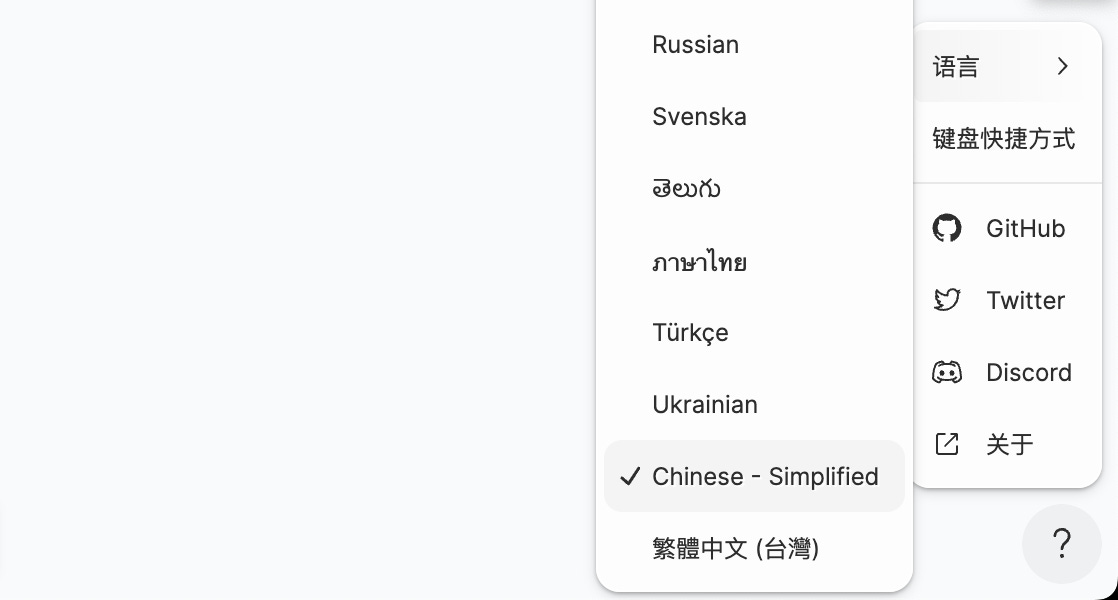 Russian
Svenska
తెలుగు
ภาษาไทย
Türkçe
Ukrainian
Chinese - Simplified
繁體中文 (台灣)
语言
键盘快捷方式
GitHub
Twitter
Discord
关于
?